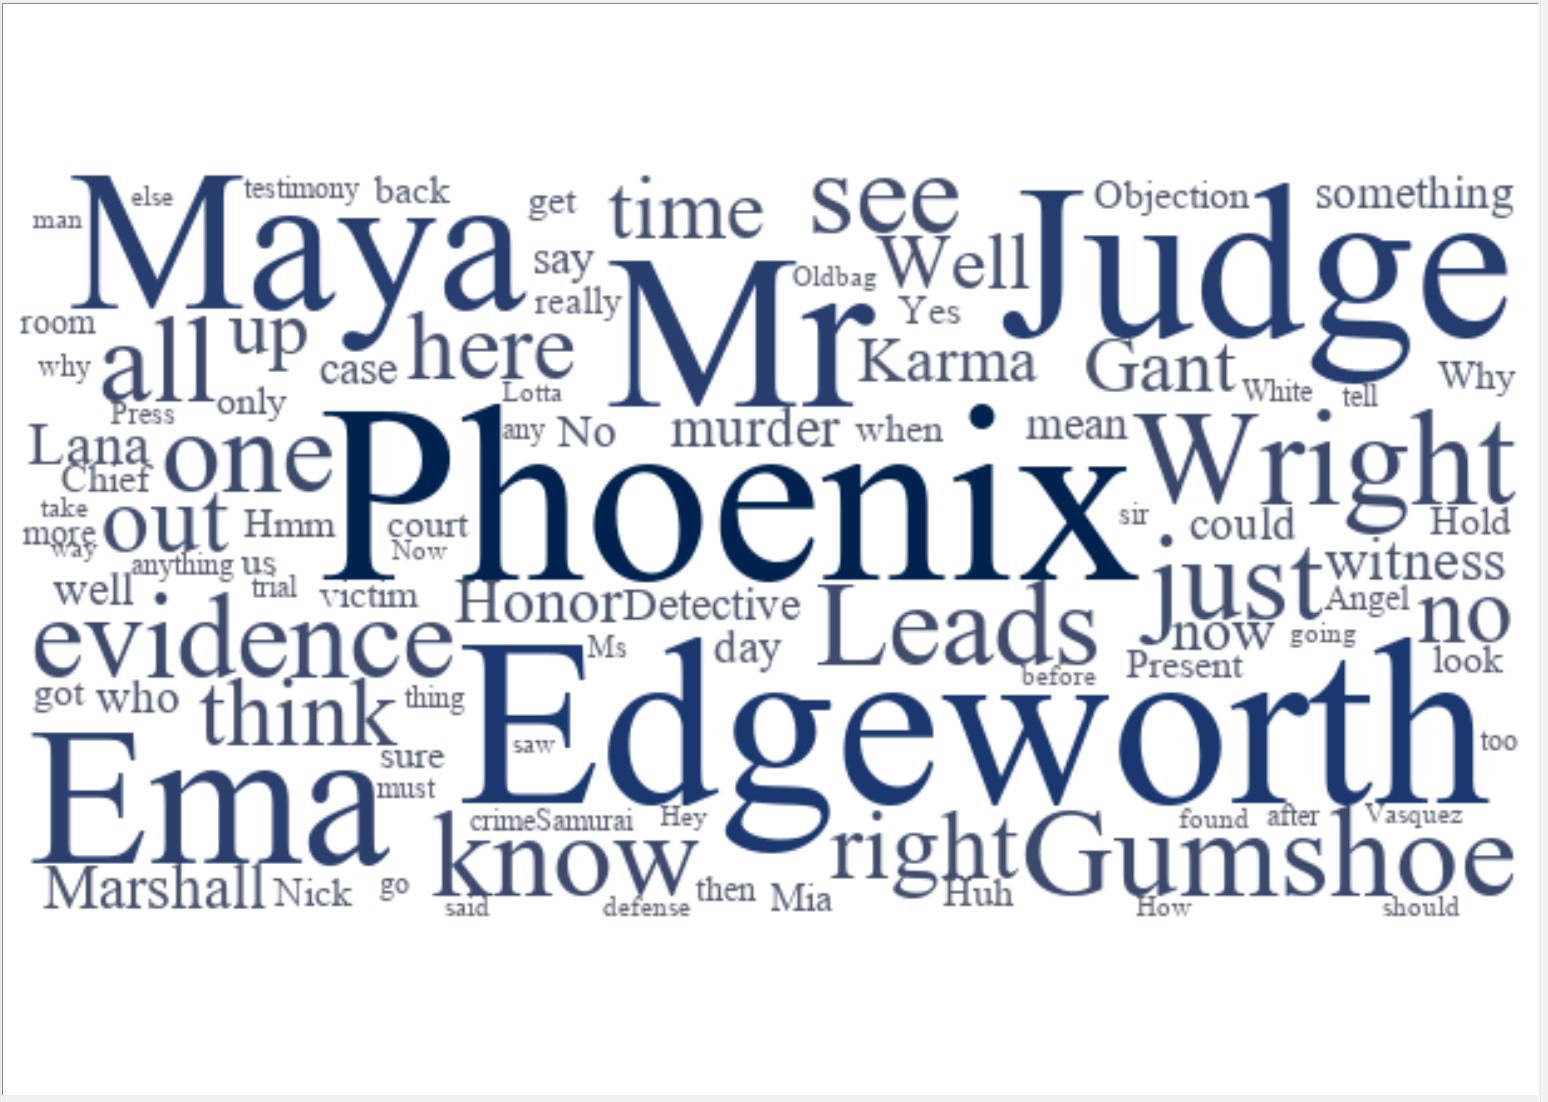 Maya
else
testimony
back
get
time
see
Judge
Objection
something
man
say
Mr
Oldbag
Well
really
Yes
room
all
up
here
why
case
Karma
Gant
Why
only
Lotta
White
tell
Press
Phoenix
any
No
murder
when
mean
Wright
Lana
one
Chief
take
out
Hmm
court
sir
could
Hold
more
way
Now
anything
us
just
witness
well
trial
victim
Honor
Detective
Leads
Angel
no
evidence
Ms
day
now
going
before
Present
look
got
who
think
thing
Edgeworth
saw
too
Ema
sure
must
crime
Samurai
Hey
know
right
Gumshoe
found
after
Vasquez
Marshall
Nick
go
said
defense
then
Mia
Huh
How
should